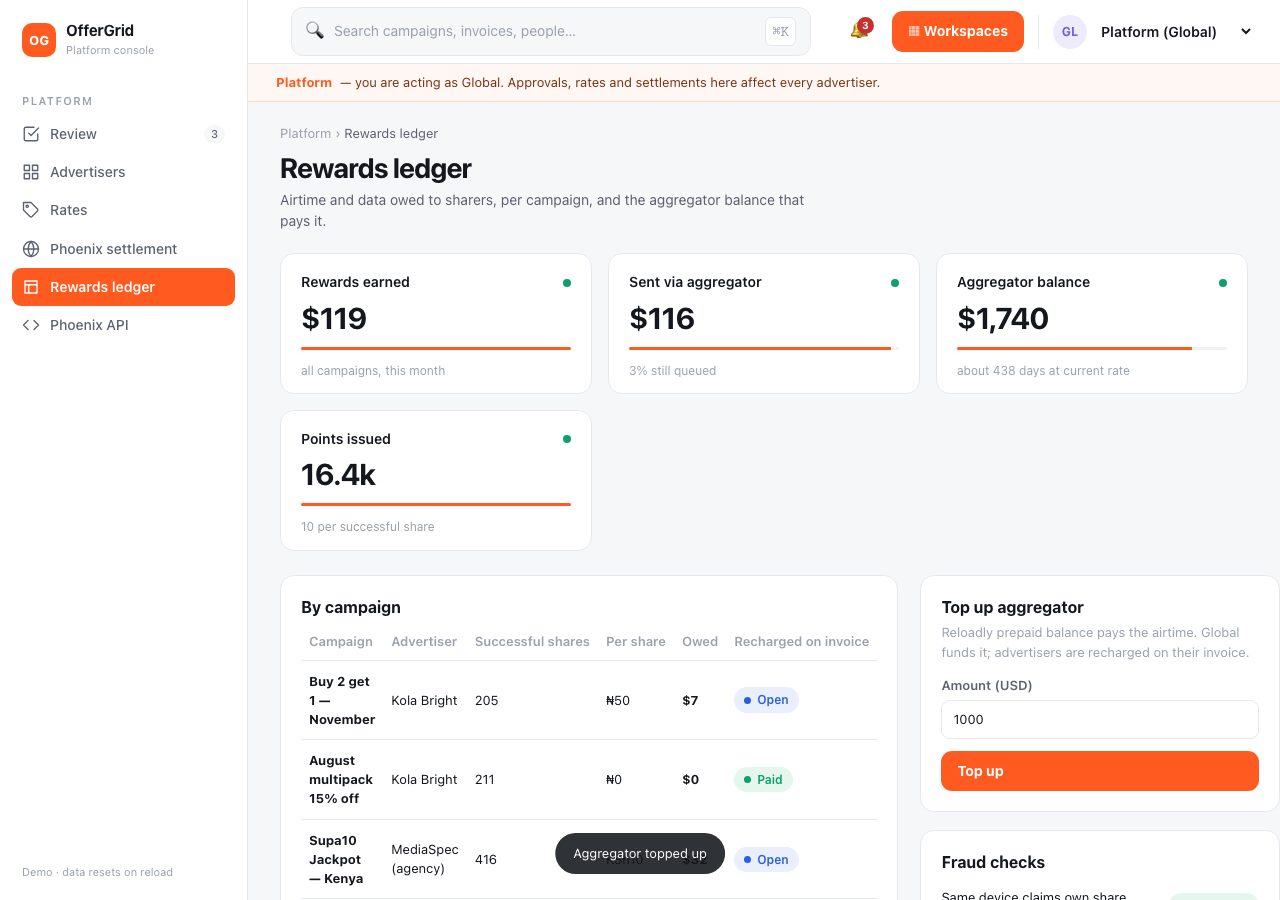 OG
OfferGrid
Platform console
PLATFORM
Review 3
Advertisers
Rates
Phoenix settlement
Rewards ledger
Phoenix API
Demo · data resets on reload
Search campaigns, invoices, people... ⌘K
3
Workspaces
GL
Platform (Global)
Platform — you are acting as Global. Approvals, rates and settlements here affect every advertiser.
Platform › Rewards ledger
Rewards ledger
Airtime and data owed to sharers, per campaign, and the aggregator balance that
pays it.
Rewards earned
$119
all campaigns, this month
Sent via aggregator
$116
3% still queued
Aggregator balance
$1,740
about 438 days at current rate
Points issued
16.4k
10 per successful share
By campaign
Campaign Advertiser Successful shares Per share Owed Recharged on invoice
Buy 2 get
1 —
November
Kola Bright 205 ₦50 $7 Open
August
multipack
15% off
Kola Bright 211 ₦0 $0 Paid
Supa10
Jackpot
— Kenya
MediaSpec
(agency)
416 Open
Aggregator topped up
Top up aggregator
Reloadly prepaid balance pays the airtime. Global
funds it; advertisers are recharged on their invoice.
Amount (USD)
1000
Top up
Fraud checks
Same device claims own share